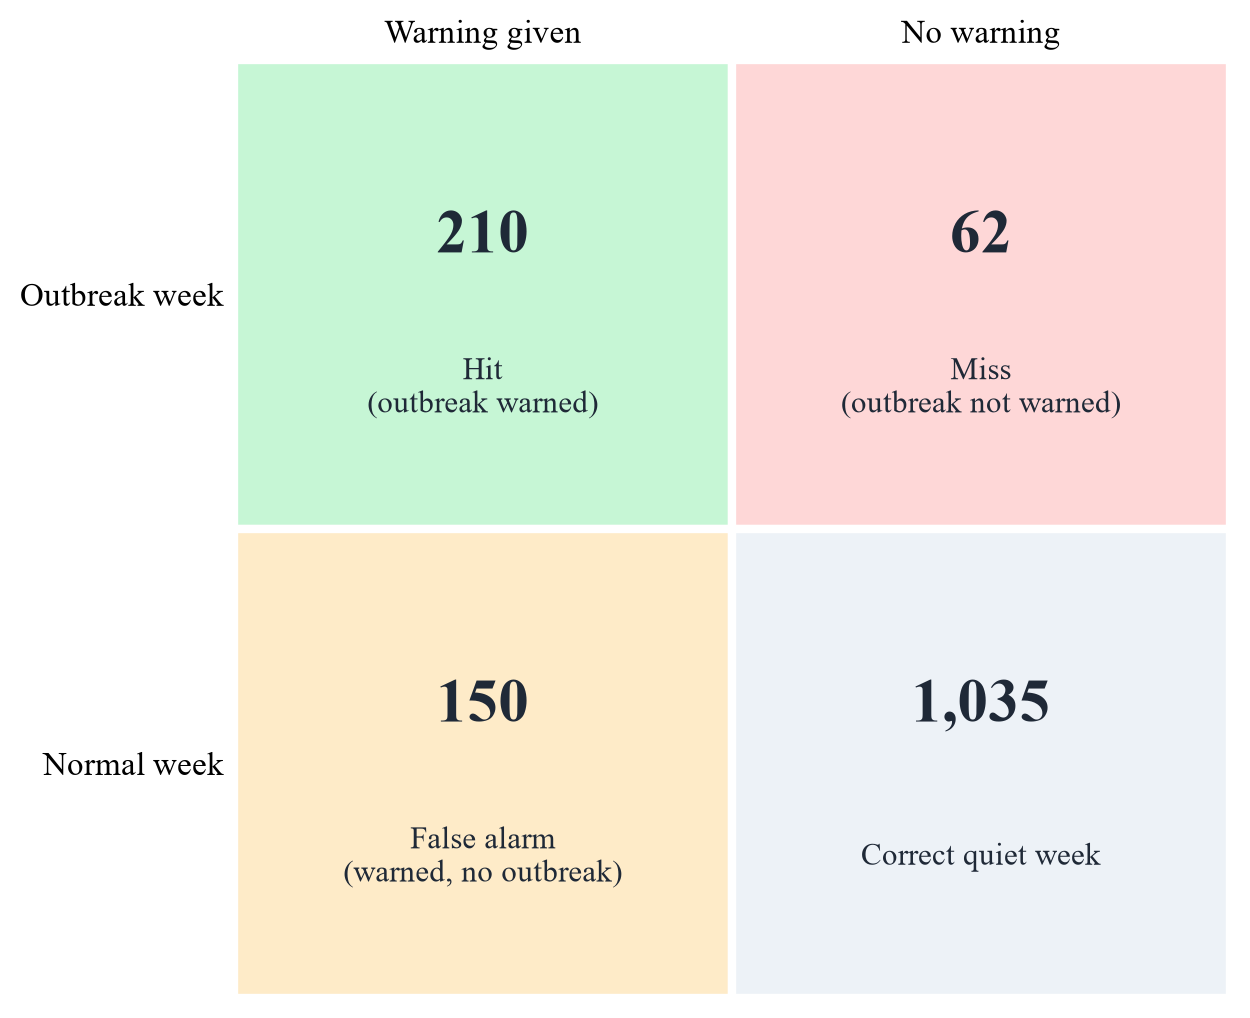 Warning given
No warning
Outbreak week
210
62
Hit
(outbreak warned)
Miss
(outbreak not warned)
Normal week
150
1,035
False alarm
(warned, no outbreak)
Correct quiet week